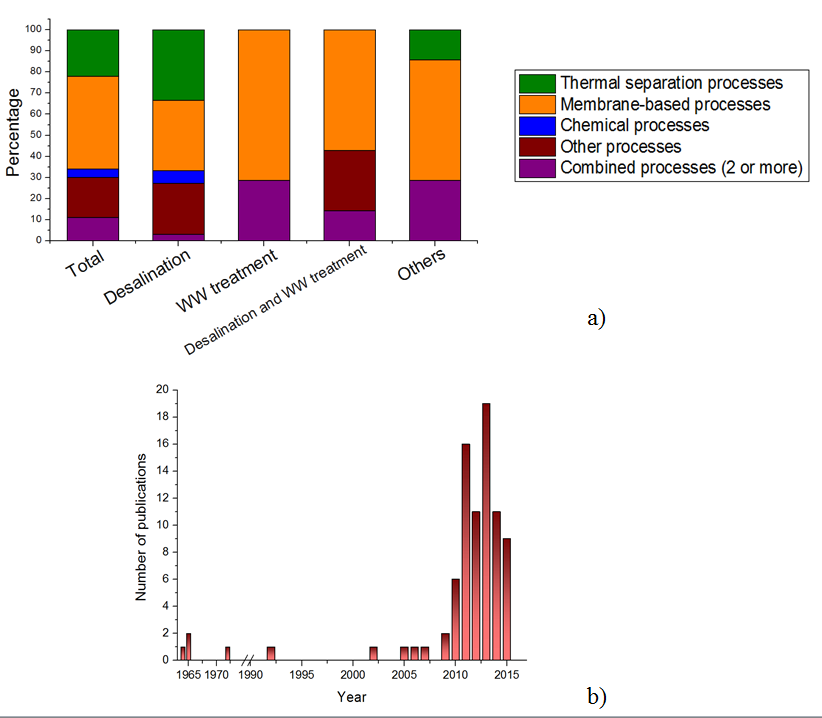 100
90
80
70
60
50
40
30
20
10
0
Percentage
Total
Desalination
WW treatment
Desalination and WW treatment
Others
Thermal separation processes
Membrane-based processes
Chemical processes
Other processes
Combined processes (2 or more)
a)
20
18
16
14
12
10
8
6
4
2
0
Number of publications
1965 1970 1990 1995 2000 2005 2010 2015
Year
b)